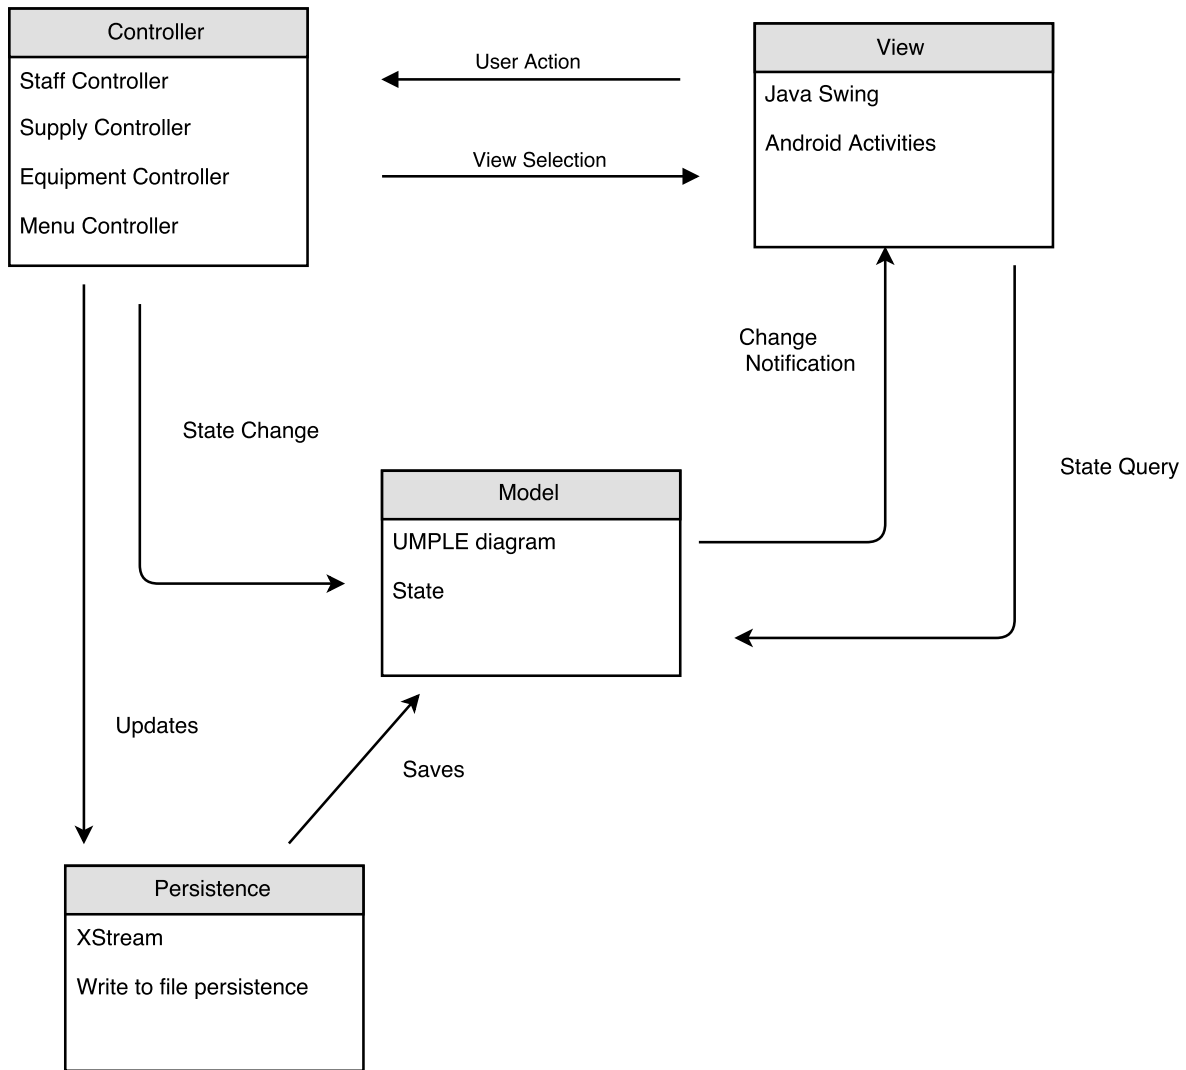 Controller
Staff Controller
Supply Controller
Equipment Controller
Menu Controller
User Action
View Selection
View
Java Swing
Android Activities
Change
Notification
State Change
State Query
Model
UMPLE diagram
State
Updates
Saves
Persistence
XStream
Write to file persistence